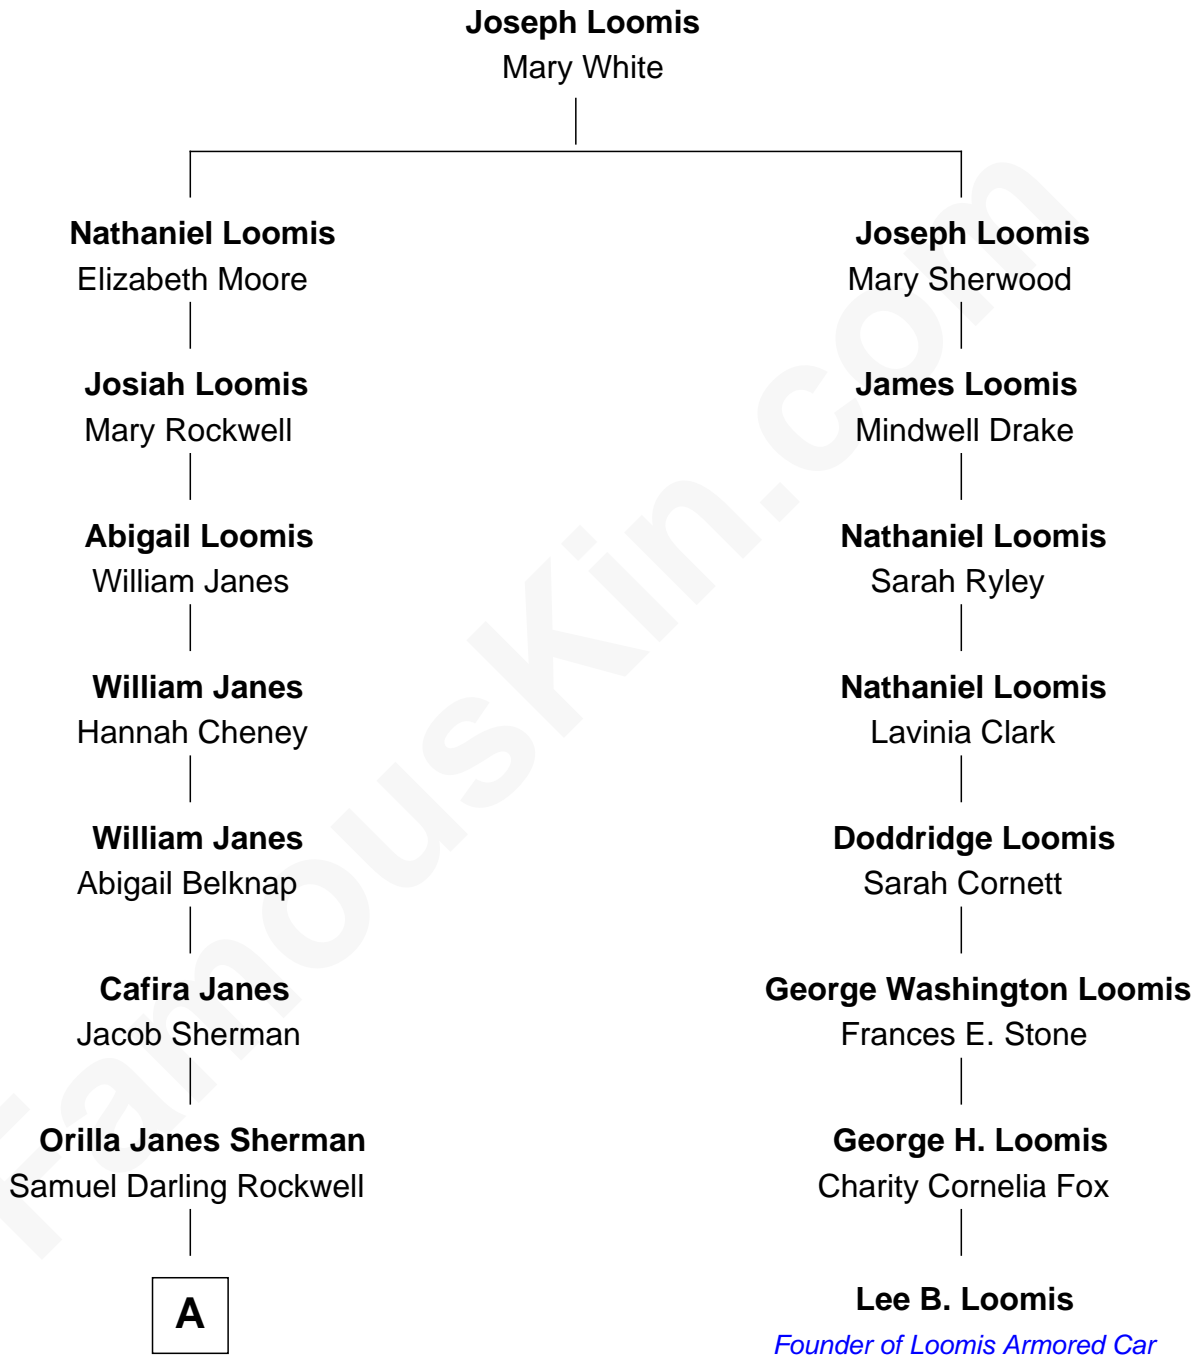 Joseph Loomis
Mary White
Nathaniel Loomis
Elizabeth Moore
Josiah Loomis
Mary Rockwell
Abigail Loomis
William Janes
William Janes
Hannah Cheney
William Janes
Abigail Belknap
Cafira Janes
Jacob Sherman
Orilla Janes Sherman
Samuel Darling Rockwell
A
Joseph Loomis
Mary Sherwood
James Loomis
Mindwell Drake
Nathaniel Loomis
Sarah Ryley
Nathaniel Loomis
Lavinia Clark
Doddridge Loomis
Sarah Cornett
George Washington Loomis
Frances E. Stone
George H. Loomis
Charity Cornelia Fox
Lee B. Loomis
Founder of Loomis Armored Car
FamousKin.com